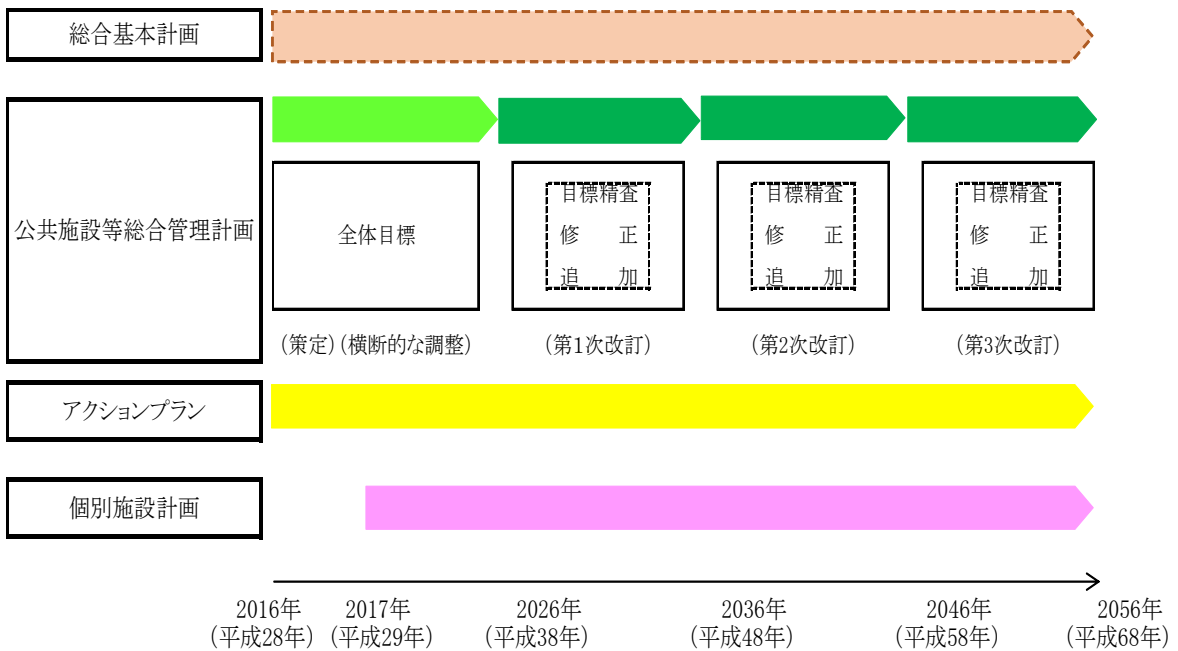 総合基本計画
公共施設等総合管理計画
全体目標
目標精査
修　正
追　加
目標精査
修　正
追　加
目標精査
修　正
追　加
(策定)(横断的な調整)
(第1次改訂)
(第2次改訂)
(第3次改訂)
アクションプラン
個別施設計画
2016年
(平成28年)
2017年
(平成29年)
2026年
(平成38年)
2036年
(平成48年)
2046年
(平成58年)
2056年
(平成68年)